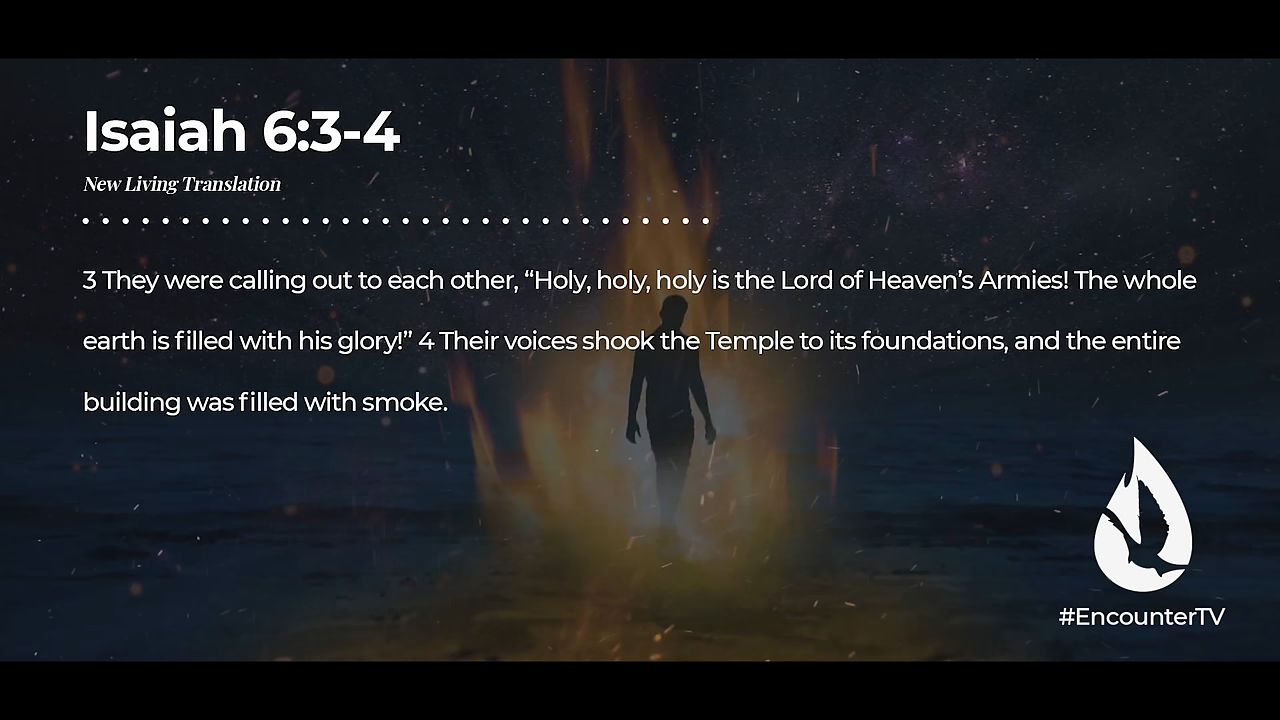 Isaiah 6:3-4
New Living Translation
3 They were calling out to each other, “Holy, holy, holy is the Lord of Heaven’s Armies! The whole
earth is filled with his glory!” 4 Their voices shook the Temple to its foundations, and the entire
building was filled with smoke.
#EncounterTV